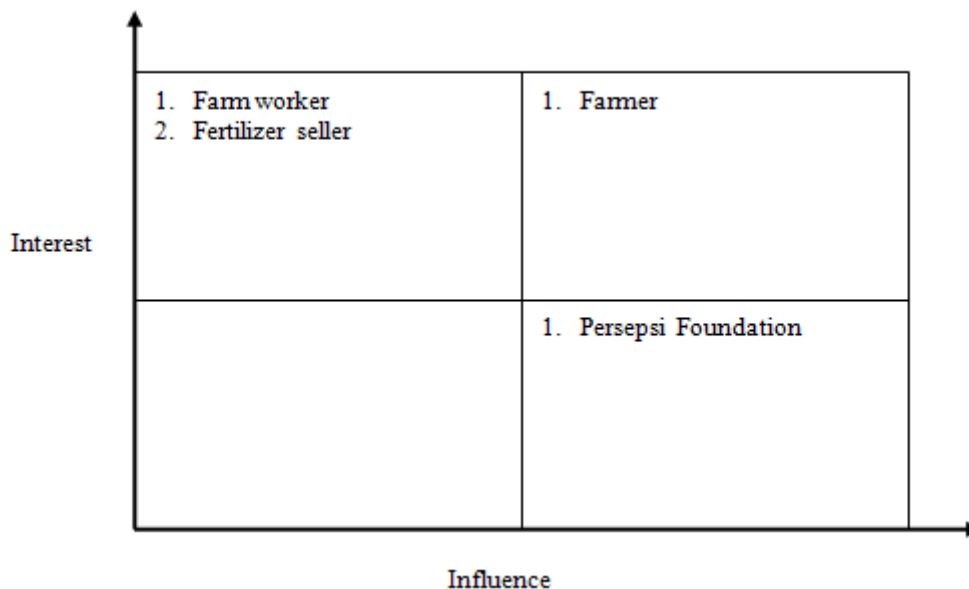 1. Farm worker
2. Fertilizer seller
1. Farmer
Interest
1. Persepsi Foundation
Influence